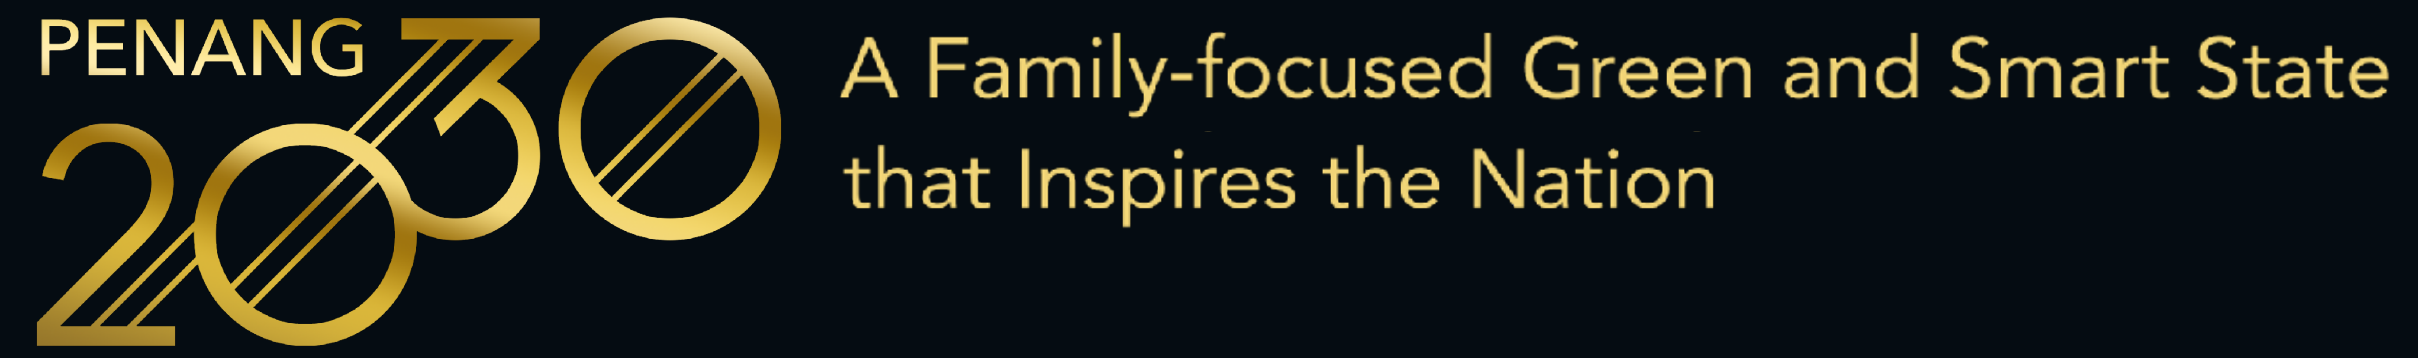 PENANG
2030
A Family-focused Green and Smart State
that Inspires the Nation